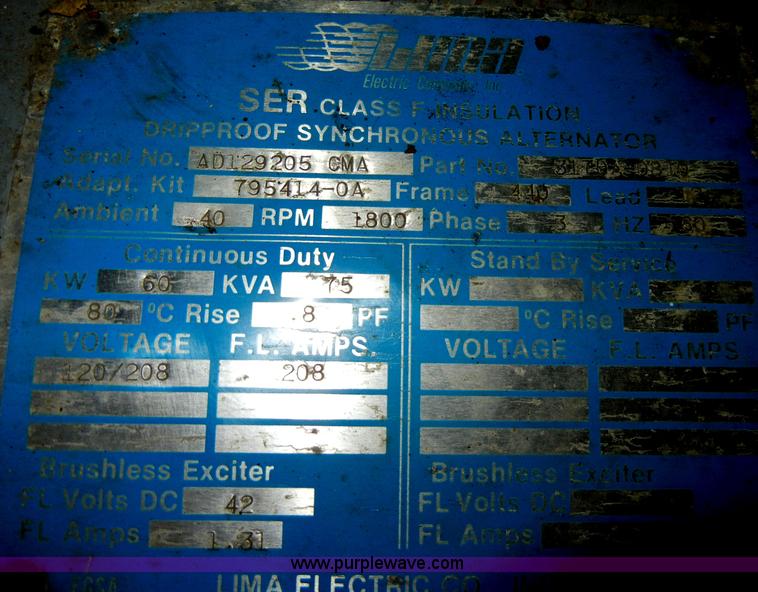 Lima
Electric Company, Inc.
SER CLASS F INSULATION
DRIPPROOF SYNCHRONOUS ALTERNATOR
Serial No. AD129205 CMA Part No.
Adapt. Kit 795414-0A Frame 440 Lead
Ambient 40 RPM 1800 Phase 3 HZ 60
Continuous Duty Stand By Service
KW 60 KVA 75 KW KVA
80 °C Rise .8 PF °C Rise PF
VOLTAGE F.L. AMPS. VOLTAGE F.L. AMPS
120/208 208
Brushless Exciter Brushless Exciter
FL Volts DC 42 FL Volts DC
FL Amps 1.31 FL Amps
www.purplewave.com
LIMA ELECTRIC CO.